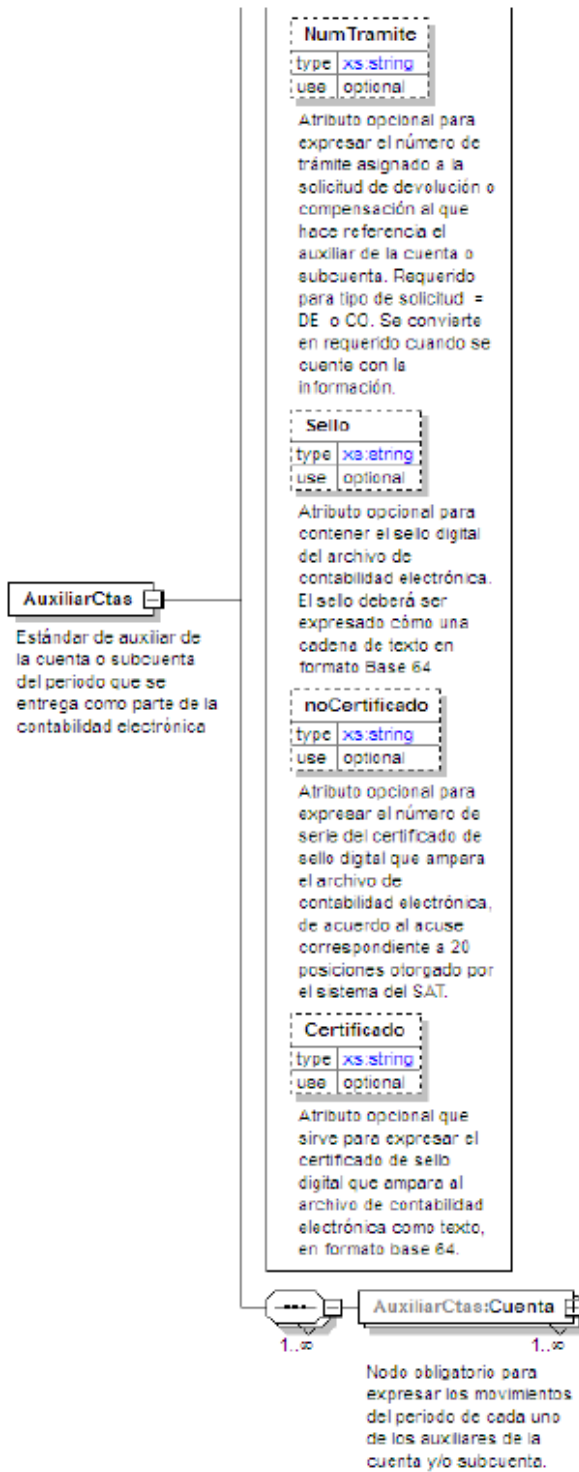 NumTramite
type xs:string
use optional
Atributo opcional para
expresar el número de
trámite asignado a la
solicitud de devolución o
compensación al que
hace referencia el
auxiliar de la cuenta o
subcuenta. Requerido
para tipo de solicitud =
DE o CO. Se convierte
en requerido cuando se
cuente con la
información.
Sello
type xs:string
use optional
Atributo opcional para
contener el sello digital
del archivo de
contabilidad electrónica.
El sello deberá ser
expresado cómo una
cadena de texto en
formato Base 64
AuxiliarCtas
Estándar de auxiliar de
la cuenta o subcuenta
del periodo que se
entrega como parte de la
contabilidad electrónica
noCertificado
type xs:string
use optional
Atributo opcional para
expresar el número de
serie del certificado de
sello digital que ampara
el archivo de
contabilidad electrónica,
de acuerdo al acuse
correspondiente a 20
posiciones otorgado por
el sistema del SAT.
Certificado
type xs:string
use optional
Atributo opcional que
sirve para expresar el
certificado de sello
digital que ampara al
archivo de contabilidad
electrónica como texto,
en formato base 64.
AuxiliarCtas:Cuenta
1..∞ 1..∞
Nodo obligatorio para
expresar los movimientos
del periodo de cada uno
de los auxiliares de la
cuenta y/o subcuenta.